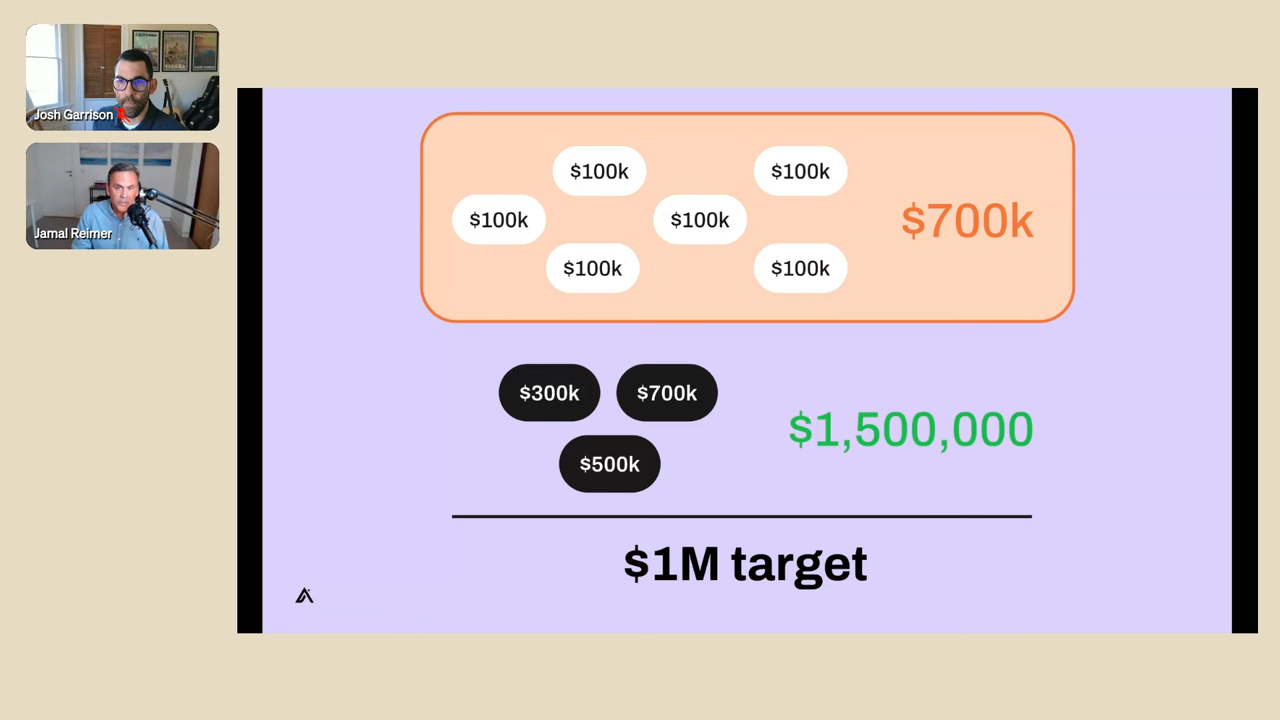 Josh Garrison
Jamal Reimer
$100k $100k
$100k $100k
$700k
$100k $100k
$300k $700k
$1,500,000
$500k
$1M target